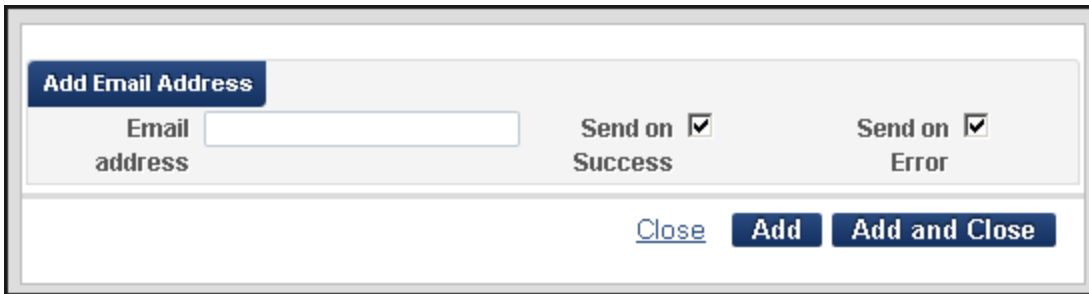 Add Email Address
Email Send on Send on
address Success Error
Close Add Add and Close